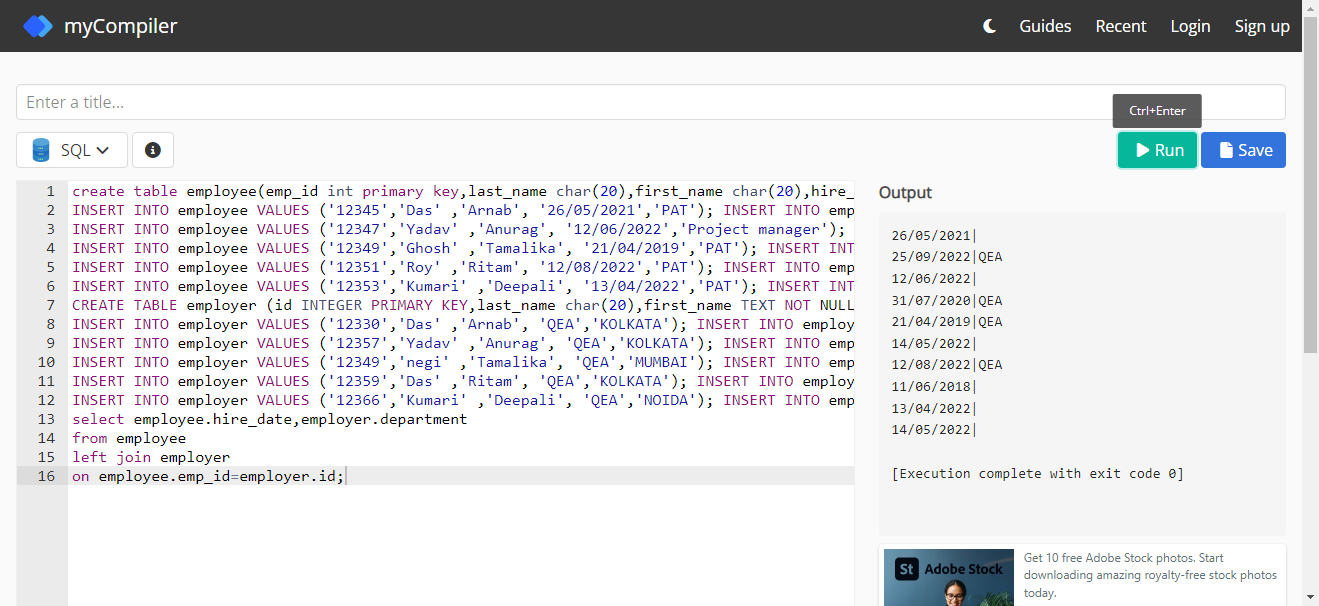 myCompiler
Guides Recent Login Sign up
Enter a title...
Ctrl+Enter
SQL
Run Save
1 create table employee(emp_id int primary key,last_name char(20),first_name char(20),hire_
2 INSERT INTO employee VALUES ('12345','Das' ,'Arnab', '26/05/2021','PAT'); INSERT INTO emp
3 INSERT INTO employee VALUES ('12347','Yadav' ,'Anurag', '12/06/2022','Project manager');
4 INSERT INTO employee VALUES ('12349','Ghosh' ,'Tamalika', '21/04/2019','PAT'); INSERT INT
5 INSERT INTO employee VALUES ('12351','Roy' ,'Ritam', '12/08/2022','PAT'); INSERT INTO emp
6 INSERT INTO employee VALUES ('12353','Kumari' ,'Deepali', '13/04/2022','PAT'); INSERT INT
7 CREATE TABLE employer (id INTEGER PRIMARY KEY,last_name char(20),first_name TEXT NOT NULL
8 INSERT INTO employer VALUES ('12330','Das' ,'Arnab', 'QEA','KOLKATA'); INSERT INTO employ
9 INSERT INTO employer VALUES ('12357','Yadav' ,'Anurag', 'QEA','KOLKATA'); INSERT INTO emp
10 INSERT INTO employer VALUES ('12349','negi' ,'Tamalika', 'QEA','MUMBAI'); INSERT INTO emp
11 INSERT INTO employer VALUES ('12359','Das' ,'Ritam', 'QEA','KOLKATA'); INSERT INTO employ
12 INSERT INTO employer VALUES ('12366','Kumari' ,'Deepali', 'QEA','NOIDA'); INSERT INTO emp
13 select employee.hire_date,employer.department
14 from employee
15 left join employer
16 on employee.emp_id=employer.id;
Output
26/05/2021|
25/09/2022|QEA
12/06/2022|
31/07/2020|QEA
21/04/2019|QEA
14/05/2022|
12/08/2022|QEA
11/06/2018|
13/04/2022|
14/05/2022|
[Execution complete with exit code 0]
St Adobe Stock
Get 10 free Adobe Stock photos. Start
downloading amazing royalty-free stock photos
today.